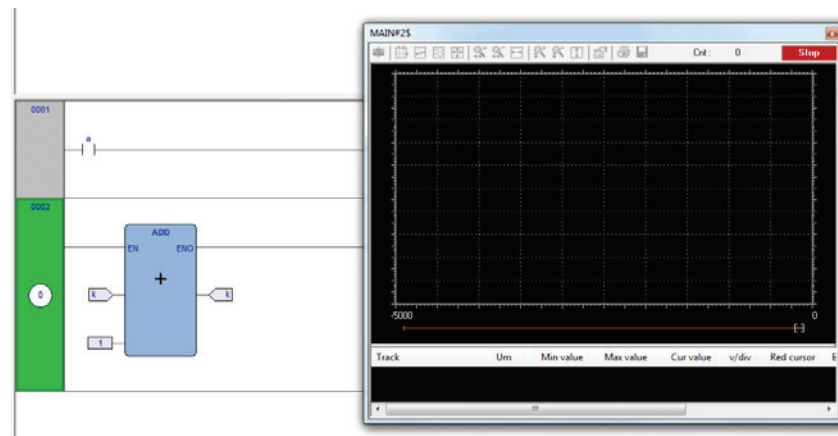 MAIN#2$
Cnt: 0 Stop
0001
a
0002
ADD
EN ENO
+
k k
0
1
-5000 0
Track Um Min value Max value Cur value v/div Red cursor E